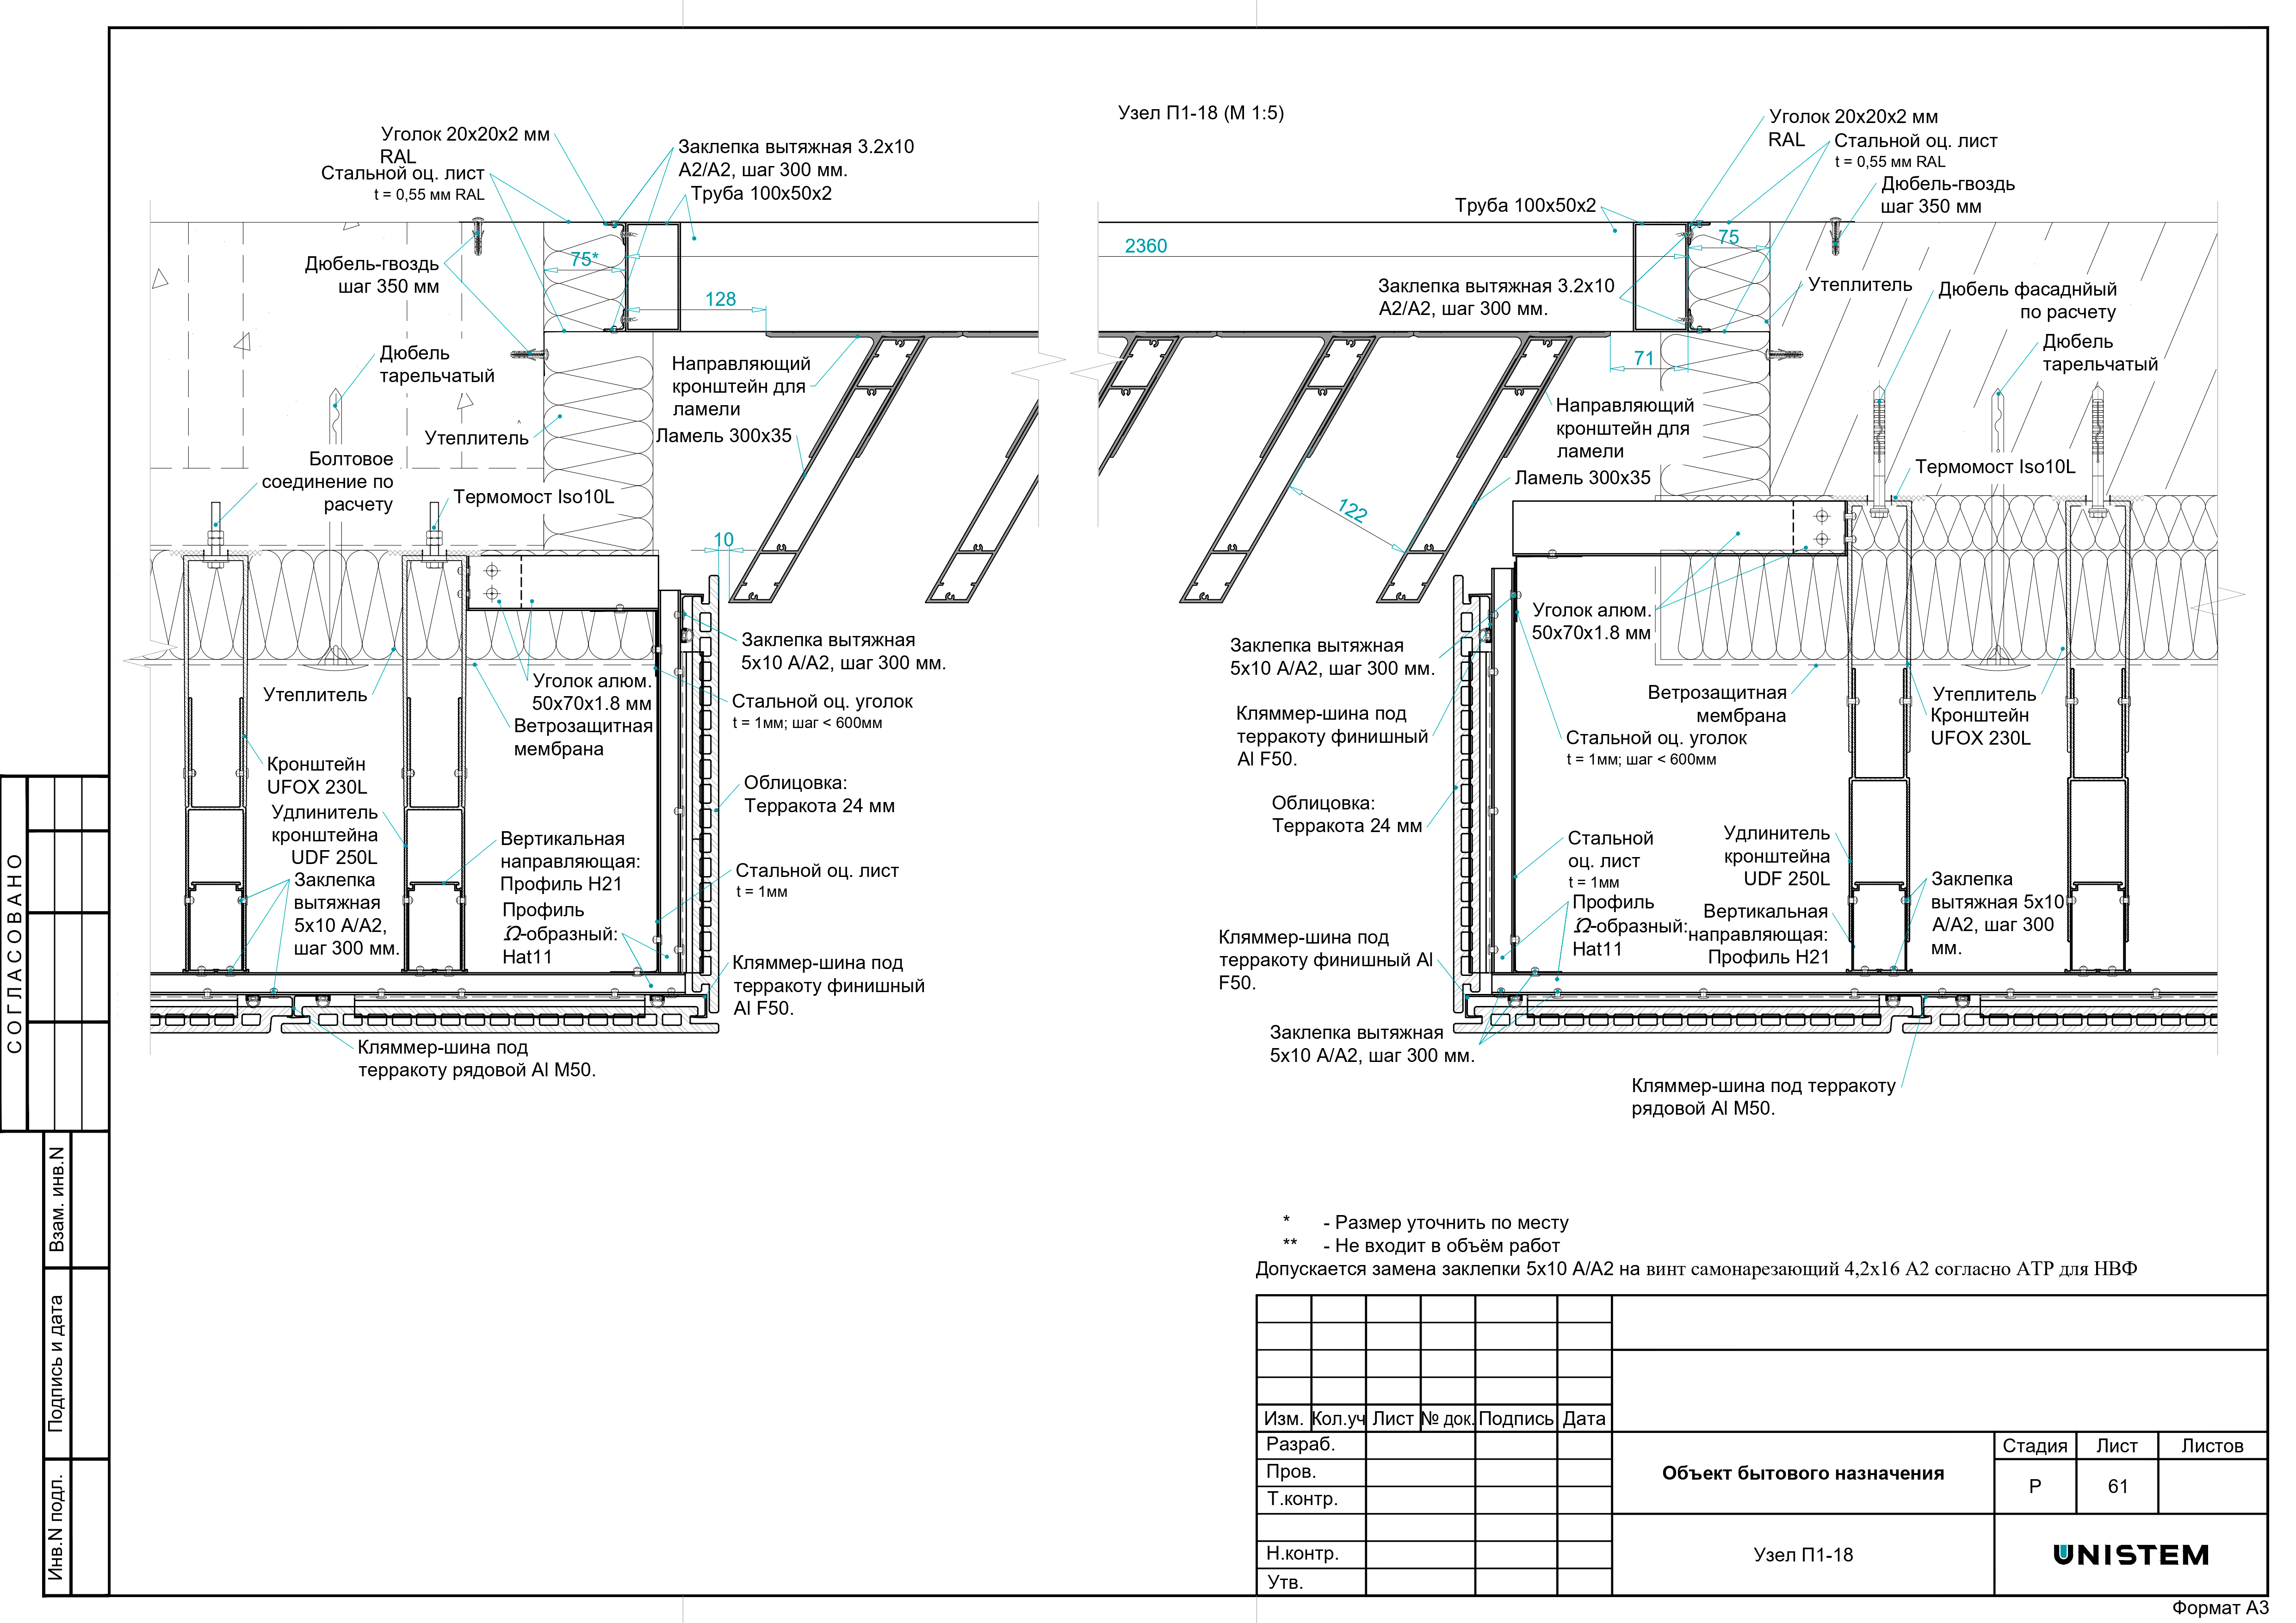 Узел П1-18 (М 1:5)
Уголок 20х20х2 мм
RAL
Стальной оц. лист
t = 0,55 мм RAL
Заклепка вытяжная 3.2х10
А2/А2, шаг 300 мм.
Труба 100х50х2
Дюбель-гвоздь
шаг 350 мм
75*
128
2360
Дюбель
тарельчатый
Направляющий
кронштейн для
ламели
Утеплитель
Ламель 300х35
Болтовое
соединение по
расчету
Термомост Iso10L
10
Заклепка вытяжная
5х10 А/А2, шаг 300 мм.
Утеплитель
Уголок алюм.
50х70х1.8 мм
Стальной оц. уголок
t = 1мм; шаг < 600мм
Ветрозащитная
мембрана
Кронштейн
UFOX 230L
Облицовка:
Терракота 24 мм
Удлинитель
кронштейна
UDF 250L
Вертикальная
направляющая:
Профиль Н21
Стальной оц. лист
t = 1мм
Заклепка
вытяжная
5х10 А/А2,
шаг 300 мм.
Профиль
Ω-образный:
Hat11
Кляммер-шина под
терракоту финишный
Al F50.
Кляммер-шина под
терракоту рядовой Al M50.
Уголок 20х20х2 мм
RAL
Стальной оц. лист
t = 0,55 мм RAL
Дюбель-гвоздь
шаг 350 мм
Труба 100х50х2
75
Заклепка вытяжная 3.2х10
А2/А2, шаг 300 мм.
Утеплитель
Дюбель фасаднйый
по расчету
Дюбель
тарельчатый
71
Направляющий
кронштейн для
ламели
Термомост Iso10L
Ламель 300х35
122
Уголок алюм.
50х70х1.8 мм
Заклепка вытяжная
5х10 А/А2, шаг 300 мм.
Ветрозащитная
мембрана
Утеплитель
Кронштейн
UFOX 230L
Кляммер-шина под
терракоту финишный
Al F50.
Стальной оц. уголок
t = 1мм; шаг < 600мм
Облицовка:
Терракота 24 мм
Стальной
оц. лист
t = 1мм
Удлинитель
кронштейна
UDF 250L
Профиль
Ω-образный:
Hat11
Вертикальная
направляющая:
Профиль Н21
Заклепка
вытяжная 5х10
А/А2, шаг 300
мм.
Кляммер-шина под
терракоту финишный Al
F50.
Заклепка вытяжная
5х10 А/А2, шаг 300 мм.
Кляммер-шина под терракоту
рядовой Al M50.
* - Размер уточнить по месту
** - Не входит в объём работ
Допускается замена заклепки 5х10 А/А2 на винт самонарезающий 4,2х16 А2 согласно АТР для НВФ
СОГЛАСОВАНО
Взам. инв.N
Подпись и дата
Инв.N подл.
Изм. Кол.уч Лист № док. Подпись Дата
Разраб.
Пров.
Т.контр.
Н.контр.
Утв.
Объект бытового назначения
Стадия Лист Листов
Р 61
Узел П1-18
UNISTEM
Формат А3